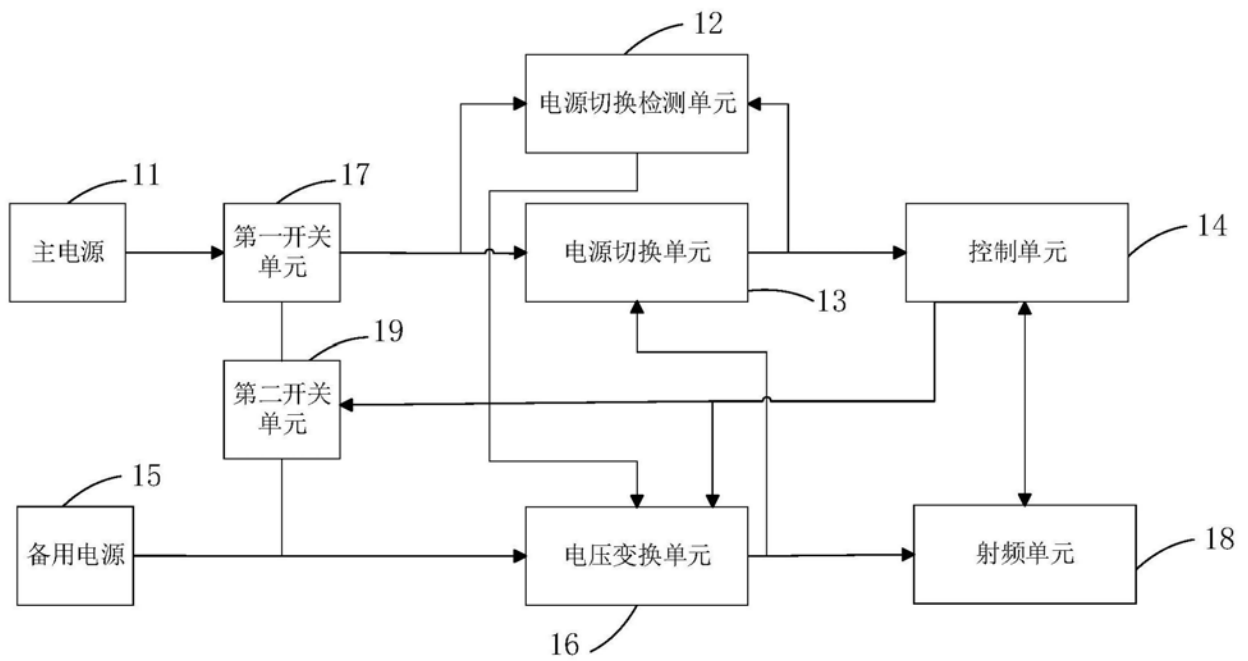 12
电源切换检测单元
11
17
主电源
第一开关
单元
电源切换单元
13
控制单元
14
19
第二开关
单元
15
备用电源
电压变换单元
16
射频单元
18